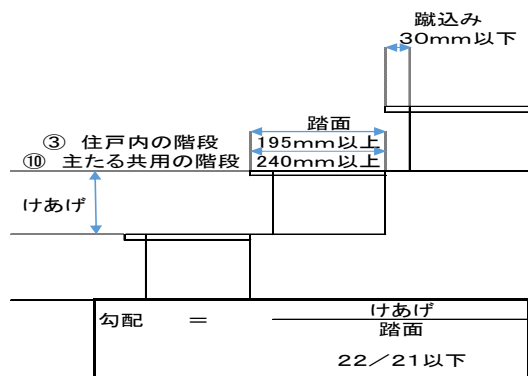 蹴込み
30mm以下
踏面
③ 住戸内の階段 195mm以上
⑩ 主たる共用の階段 240mm以上
けあげ
勾配 = けあげ
踏面
22/21以下